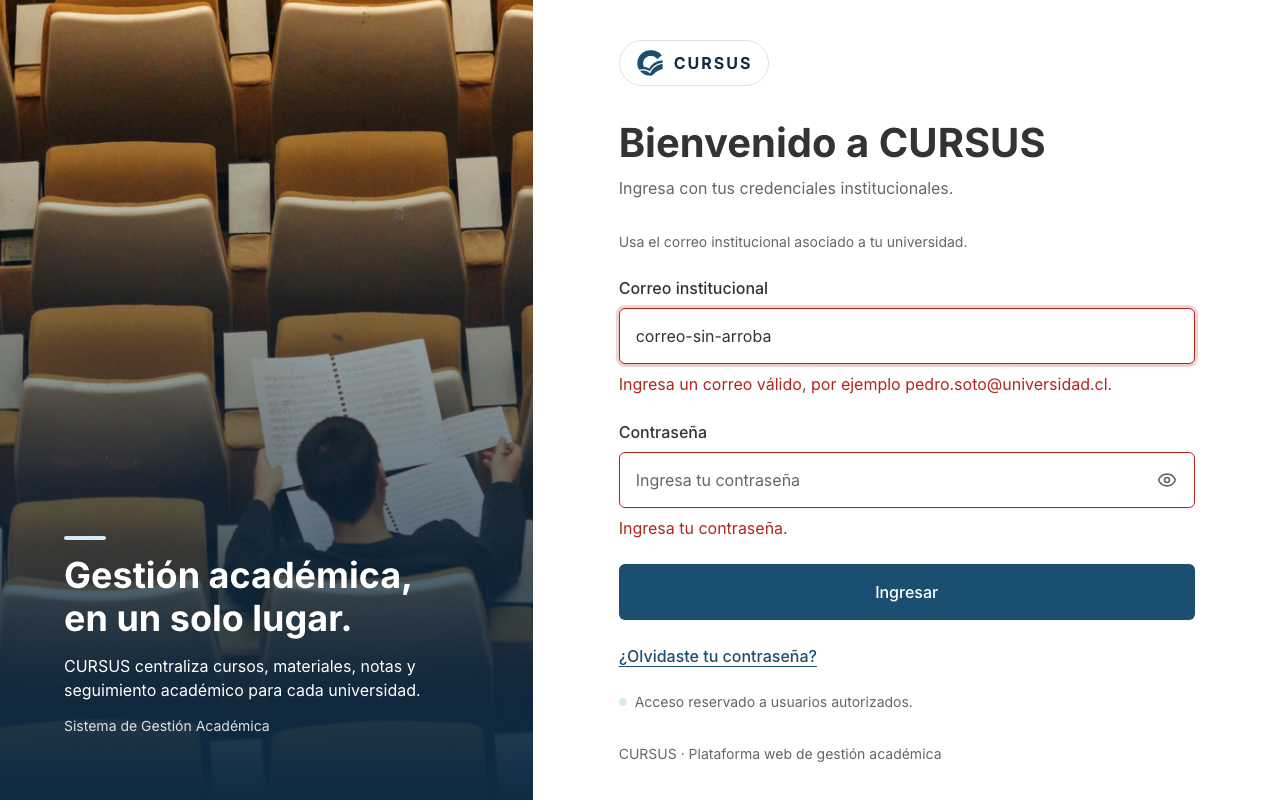 Gestión académica,
en un solo lugar.
CURSUS centraliza cursos, materiales, notas y
seguimiento académico para cada universidad.
Sistema de Gestión Académica
CURSUS
Bienvenido a CURSUS
Ingresa con tus credenciales institucionales.
Usa el correo institucional asociado a tu universidad.
Correo institucional
correo-sin-arroba
Ingresa un correo válido, por ejemplo pedro.soto@universidad.cl.
Contraseña
Ingresa tu contraseña
Ingresa tu contraseña.
Ingresar
¿Olvidaste tu contraseña?
Acceso reservado a usuarios autorizados.
CURSUS · Plataforma web de gestión académica